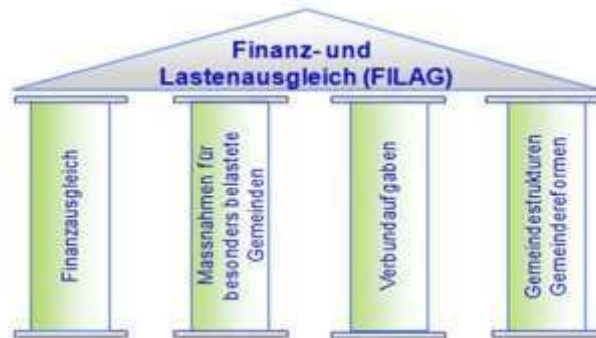 Finanz- und
Lastenausgleich (FILAG)
Finanzausgleich
Massnahmen für
besonders belastete
Gemeinden
Verbundaufgaben
Gemeindestrukturen
Gemeindereformen